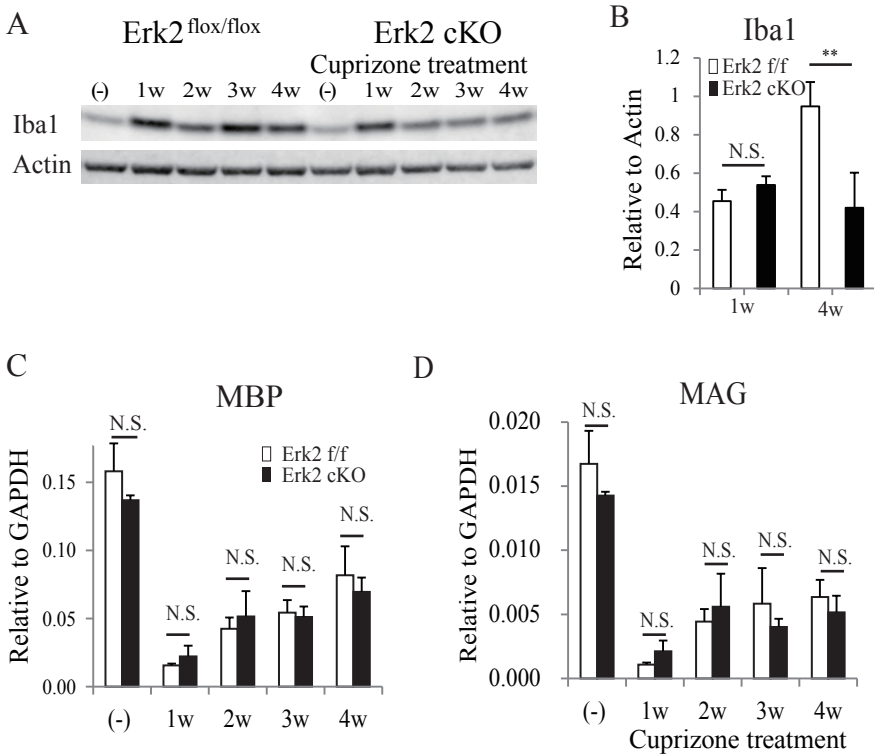 A
Erk2 flox/flox
Erk2 cKO
Cuprizone treatment
(-) 1w 2w 3w 4w (-) 1w 2w 3w 4w
Iba1
Actin
B
Iba1
Relative to Actin
1.2
1
0.8
0.6
0.4
0.2
0
Erk2 f/f
Erk2 cKO
**
N.S.
1w 4w
C
MBP
Relative to GAPDH
0.15
0.10
0.05
0.00
Erk2 f/f
Erk2 cKO
N.S.
N.S.
N.S.
N.S.
N.S.
(-) 1w 2w 3w 4w
D
MAG
Relative to GAPDH
0.020
0.015
0.010
0.005
0.000
N.S.
N.S.
N.S.
N.S.
N.S.
(-) 1w 2w 3w 4w
Cuprizone treatment